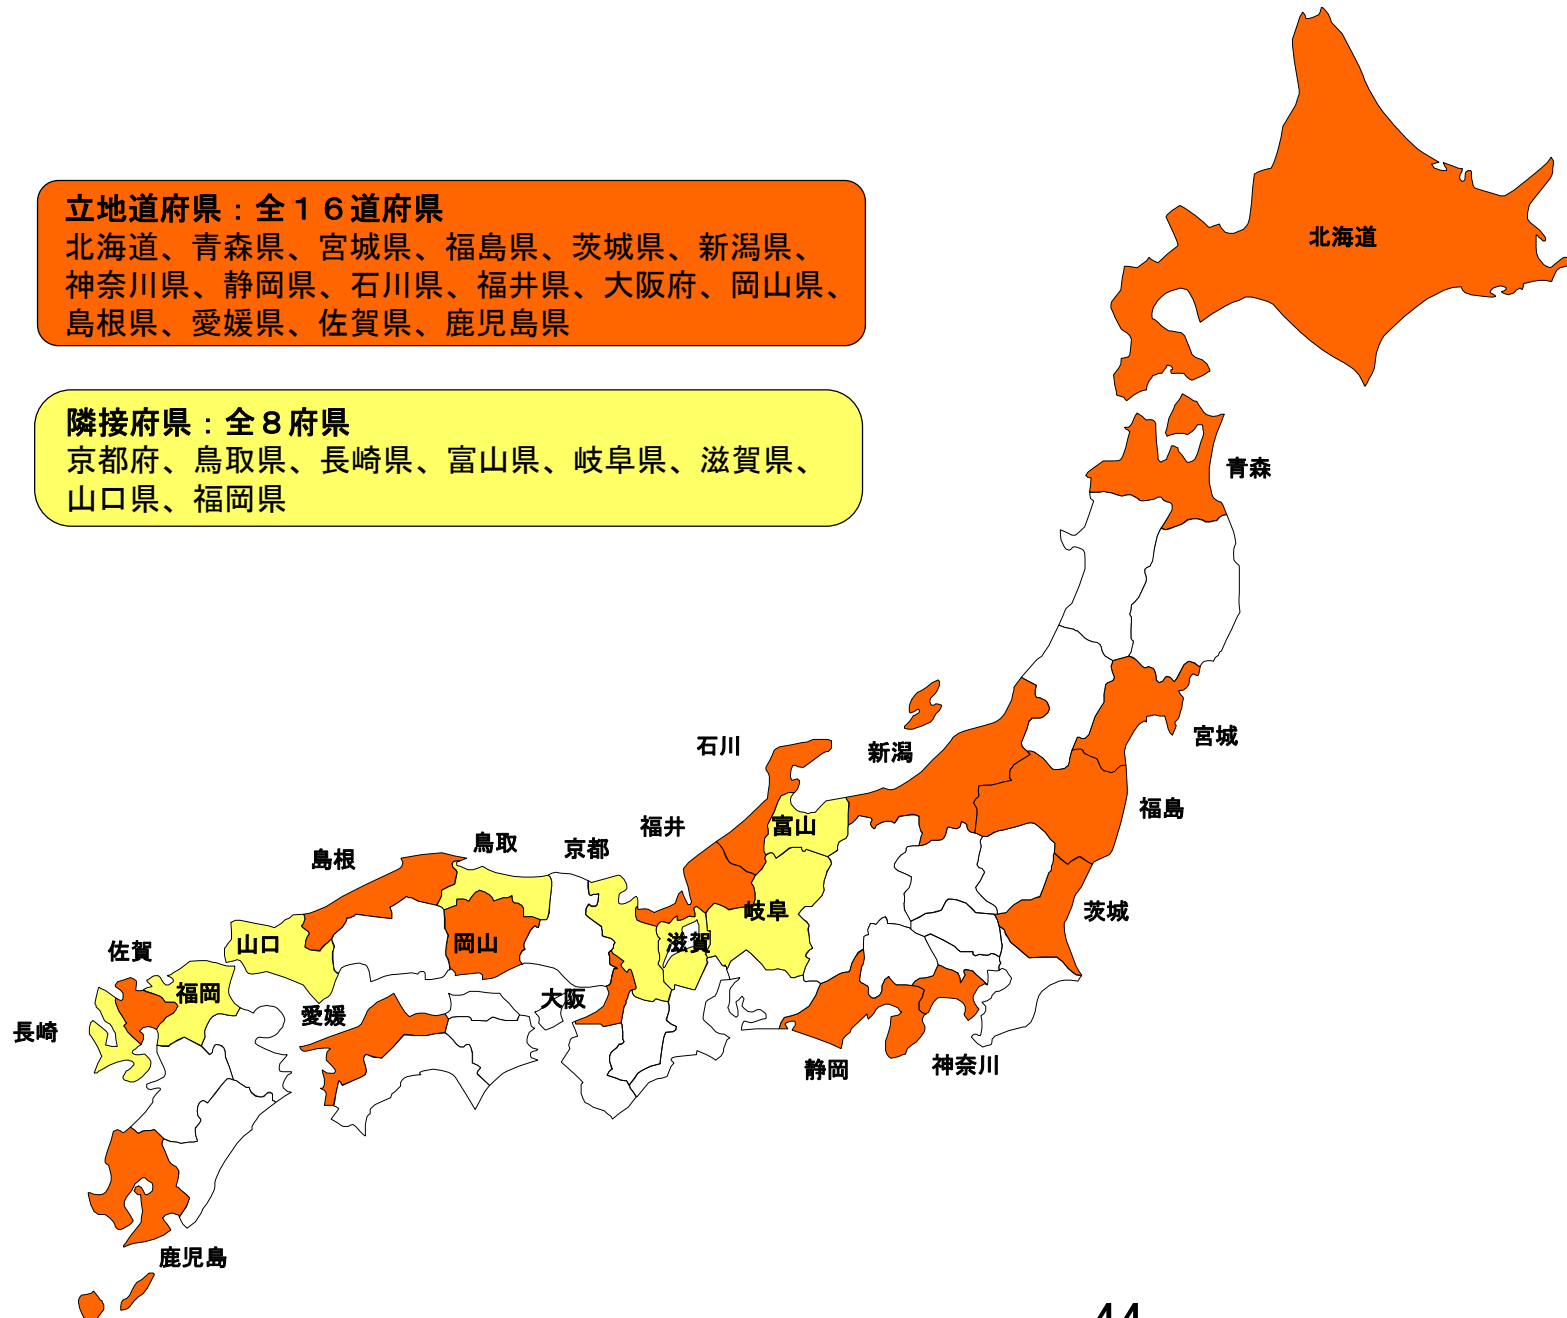 立地道府県：全１６道府県
北海道、青森県、宮城県、福島県、茨城県、新潟県、
神奈川県、静岡県、石川県、福井県、大阪府、岡山県、
島根県、愛媛県、佐賀県、鹿児島県
隣接府県：全８府県
京都府、鳥取県、長崎県、富山県、岐阜県、滋賀県、
山口県、福岡県
北海道
青森
宮城
石川
新潟
福島
福井
富山
鳥取
京都
島根
岐阜
茨城
山口
岡山
滋賀
佐賀
福岡
大阪
愛媛
長崎
静岡
神奈川
鹿児島
44